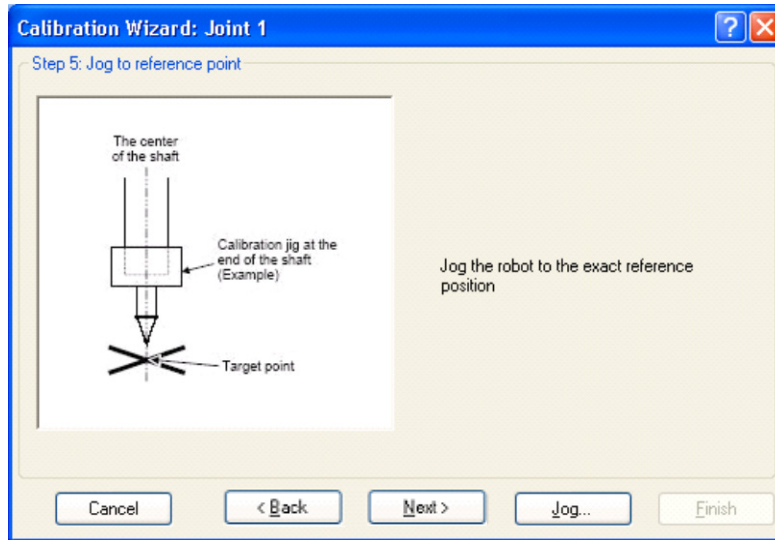 Calibration Wizard: Joint 1
Step 5: Jog to reference point
The center
of the shaft
Calibration jig at the
end of the shaft
(Example)
Target point
Jog the robot to the exact reference
position
Cancel
< Back
Next >
Jog...
Finish